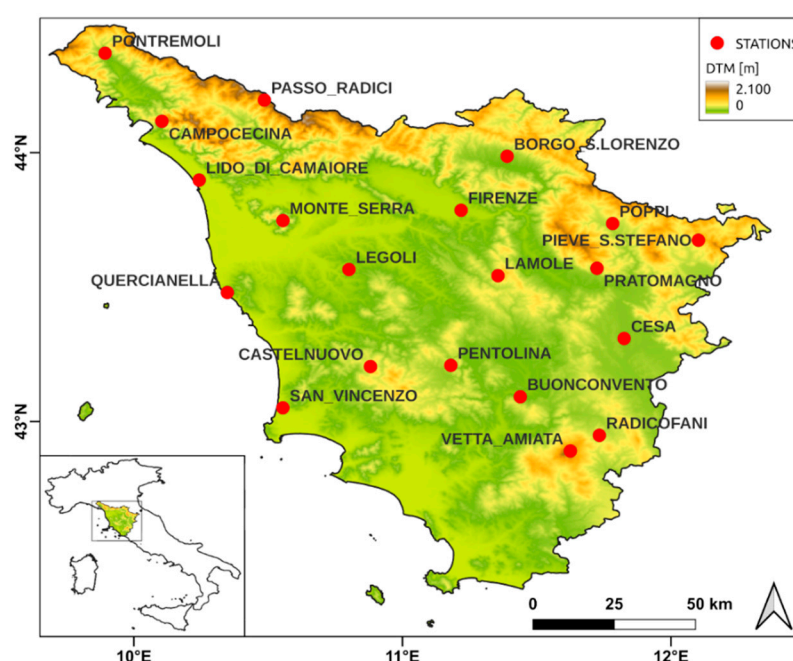 PONTREMOLI
STATIONS
DTM [m]
2.100
0
PASSO_RADICI
CAMPOCECINA
BORGO_S.LORENZO
44°N
LIDO_DI_CAMAIORE
FIRENZE
MONTE_SERRA
POPPI
PIEVE_S.STEFANO
LEGOLI
LAMOLE
PRATOMAGNO
QUERCIANELLA
CESA
CASTELNUOVO
PENTOLINA
BUONCONVENTO
SAN_VINCENZO
43°N
RADICOFANI
VETTA_AMIATA
0
25
50 km
10°E
11°E
12°E